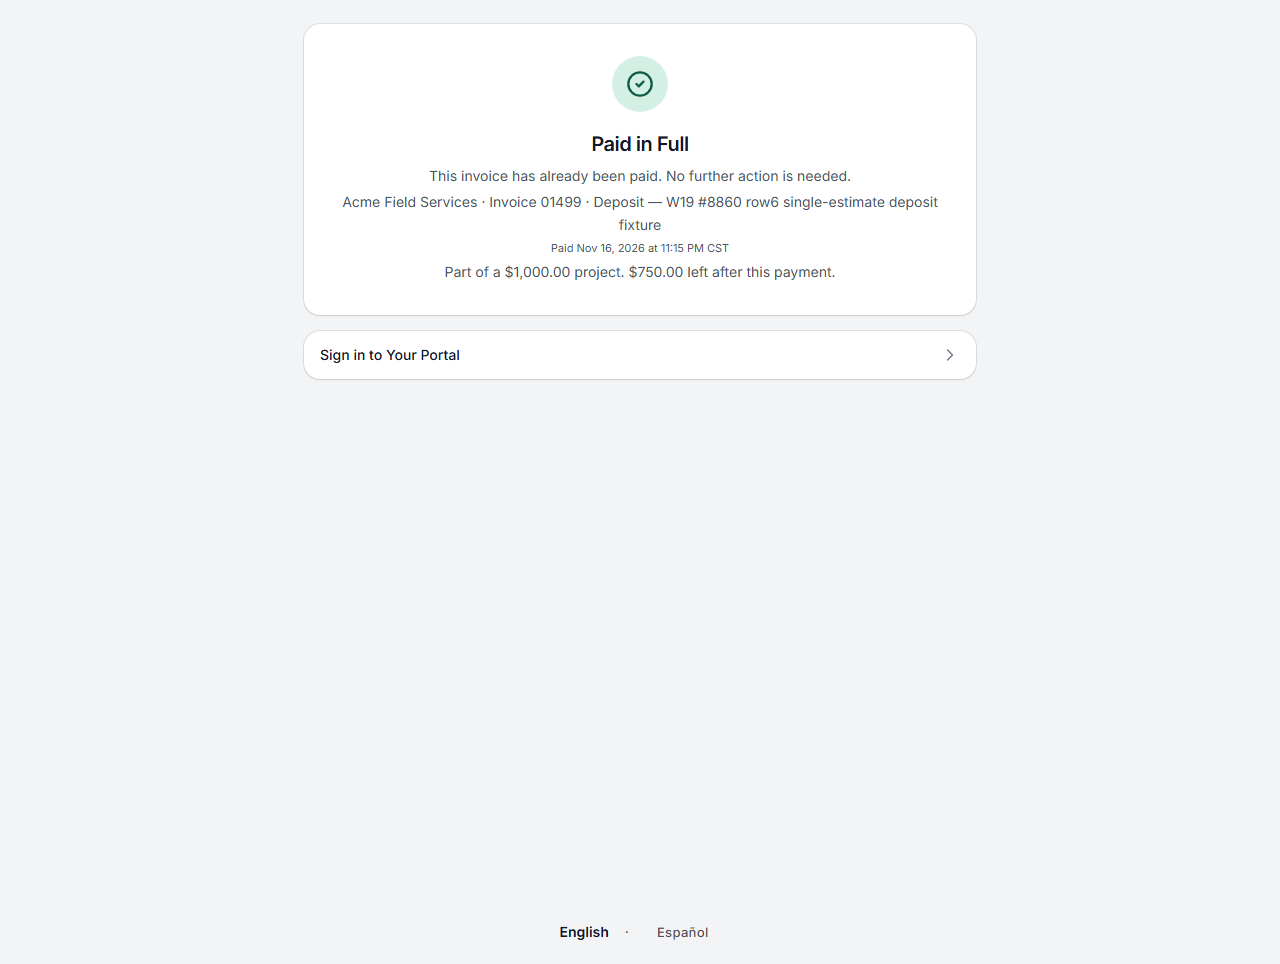 Paid in Full
This invoice has already been paid. No further action is needed.
Acme Field Services · Invoice 01499 · Deposit — W19 #8860 row6 single-estimate deposit
fixture
Paid Nov 16, 2026 at 11:15 PM CST
Part of a $1,000.00 project. $750.00 left after this payment.
Sign in to Your Portal
English · Español